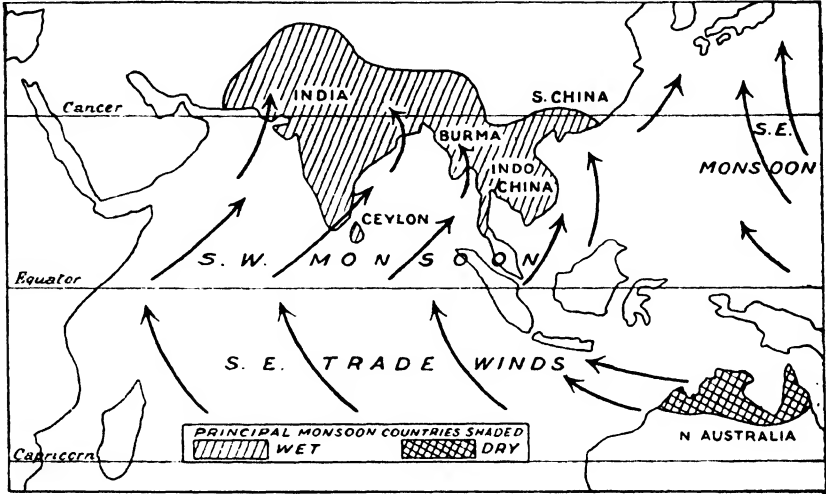 INDIA
S. CHINA
Cancer
BURMA
S.E.
MONSOON
INDO
CHINA
CEYLON
S. W. MONSOON
Equator
S. E. TRADE WINDS
PRINCIPAL MONSOON COUNTRIES SHADED
WET
DRY
N AUSTRALIA
Capricorn